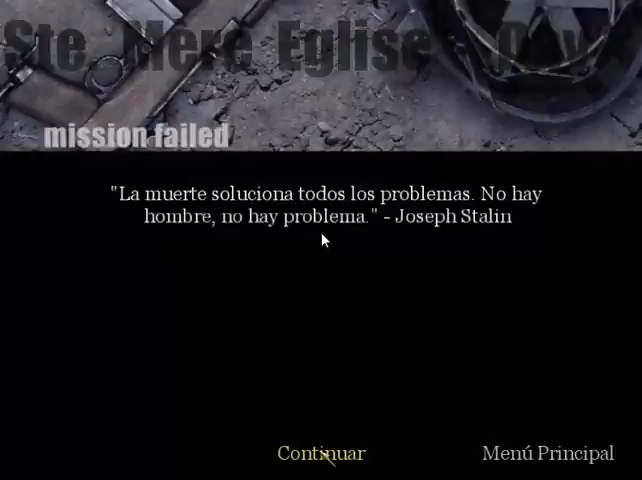 Ste. Mere Eglise - Day
mission failed
"La muerte soluciona todos los problemas. No hay
hombre, no hay problema." - Joseph Stalin
Continuar
Menú Principal